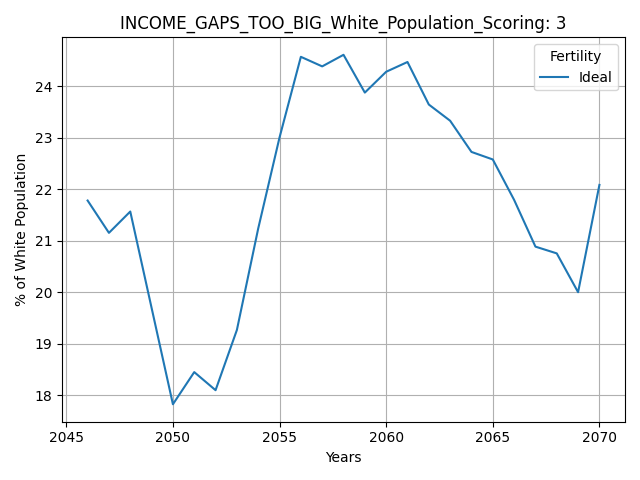 INCOME_GAPS_TOO_BIG_White_Population_Scoring: 3
Fertility
Ideal
% of White Population
24
23
22
21
20
19
18
2045 2050 2055 2060 2065 2070
Years